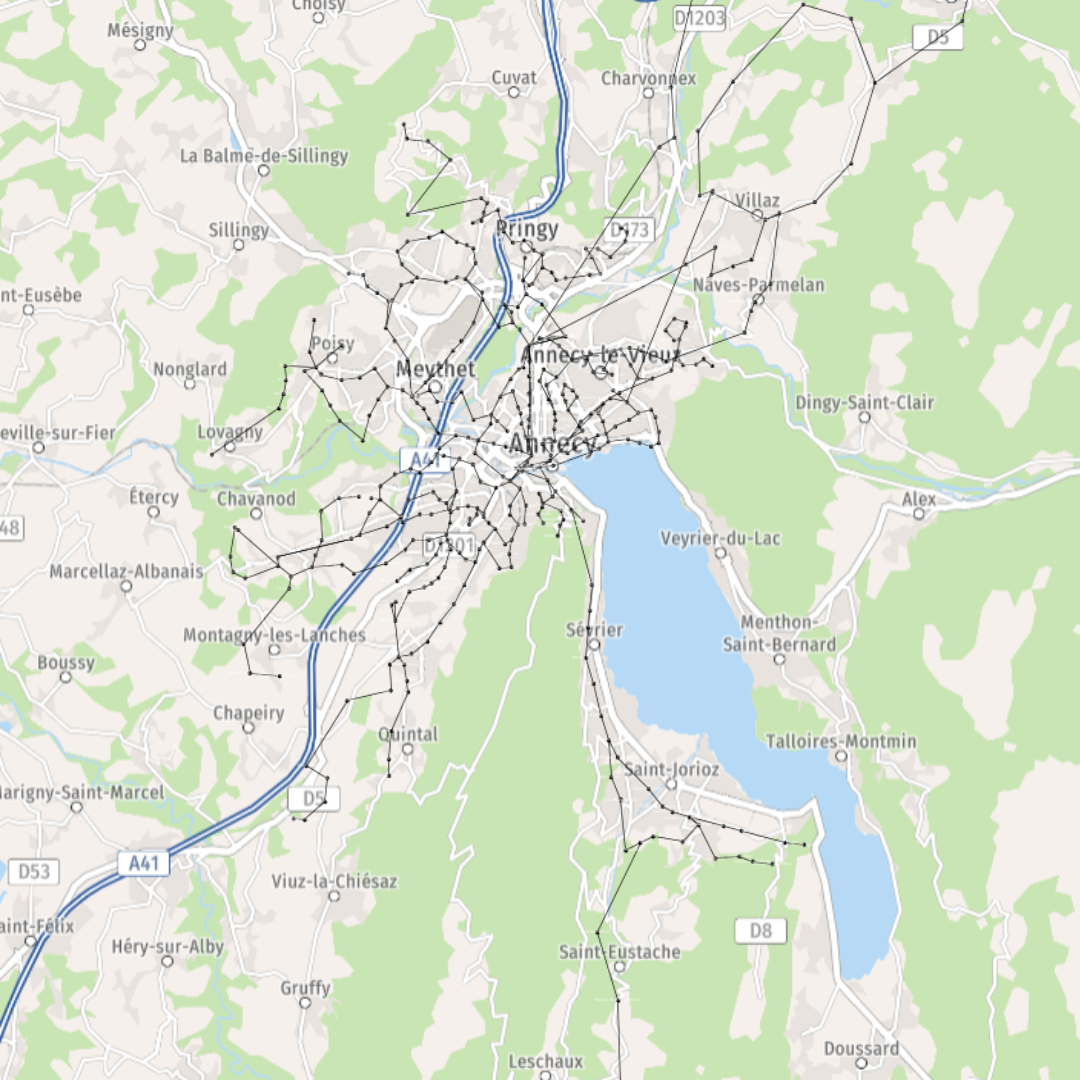 Choisy
D1203
Mésigny
D5
Cuvat
Charvonnex
La Balme-de-Sillingy
Villaz
Sillingy
Pringy
D173
nt-Eusèbe
Nâves-Parmelan
Poisy
Annecy-le-Vieux
Nonglard
Meythet
Dingy-Saint-Clair
eville-sur-Fier
Lovagny
Annecy
A41
Étercy
Chavanod
Alex
48
D1201
Veyrier-du-Lac
Marcellaz-Albanais
Montagny-les-Lanches
Sévrier
Menthon-
Saint-Bernard
Boussy
Chapeiry
Quintal
Talloires-Montmin
Saint-Jorioz
Marigny-Saint-Marcel
D5
A41
D53
Viuz-la-Chiésaz
aint-Félix
D8
Héry-sur-Alby
Saint-Eustache
Gruffy
Doussard
Leschaux